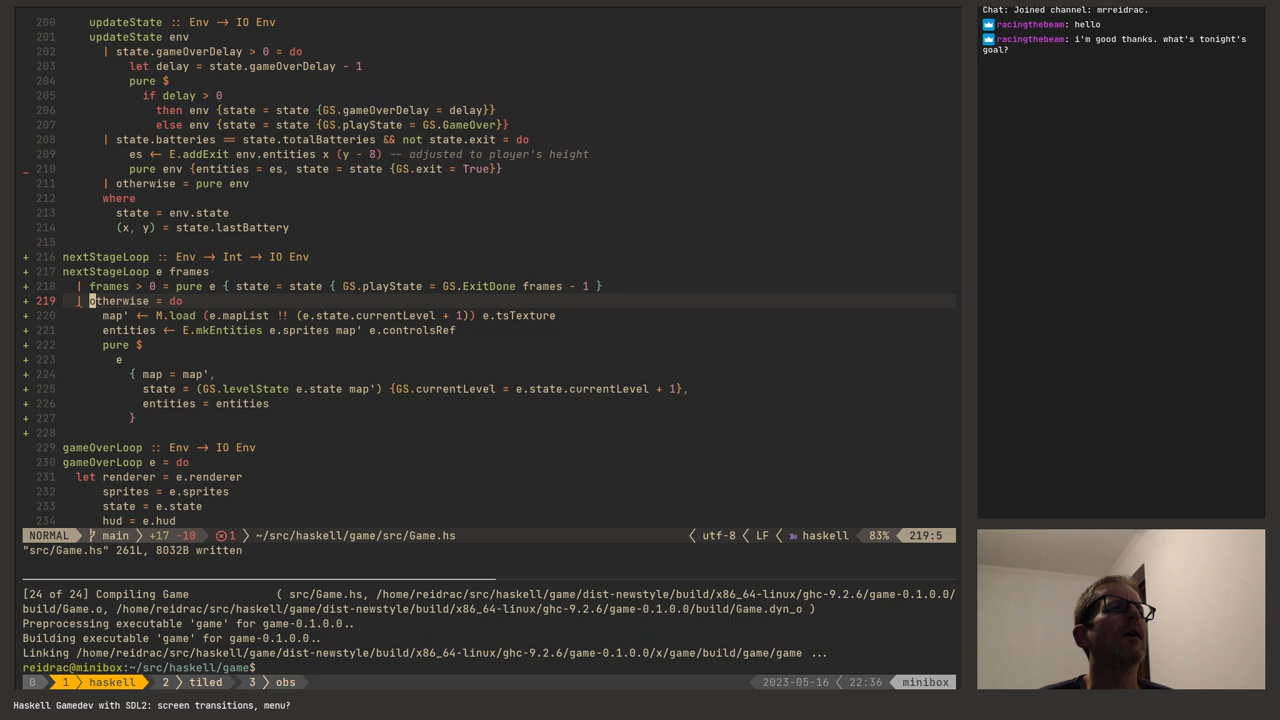 200 updateState :: Env -> IO Env
201 updateState env
202 | state.gameOverDelay > 0 = do
203 let delay = state.gameOverDelay - 1
204 pure $
205 if delay > 0
206 then env {state = state {GS.gameOverDelay = delay}}
207 else env {state = state {GS.playState = GS.GameOver}}
208 | state.batteries == state.totalBatteries && not state.exit = do
209 es <- E.addExit env.entities x (y - 8) -- adjusted to player's height
_ 210 pure env {entities = es, state = state {GS.exit = True}}
211 | otherwise = pure env
212 where
213 state = env.state
214 (x, y) = state.lastBattery
215
+ 216 nextStageLoop :: Env -> Int -> IO Env
+ 217 nextStageLoop e frames·
+ 218 | frames > 0 = pure e { state = state { GS.playState = GS.ExitDone frames - 1 }
+ 219 | otherwise = do
+ 220 map' <- M.load (e.mapList !! (e.state.currentLevel + 1)) e.tsTexture
+ 221 entities <- E.mkEntities e.sprites map' e.controlsRef
+ 222 pure $
+ 223 e
+ 224 { map = map',
+ 225 state = (GS.levelState e.state map') {GS.currentLevel = e.state.currentLevel + 1},
+ 226 entities = entities
+ 227 }
+ 228
229 gameOverLoop :: Env -> IO Env
230 gameOverLoop e = do
231 let renderer = e.renderer
232 sprites = e.sprites
233 state = e.state
234 hud = e.hud
NORMAL main +17 -10 1 ~/src/haskell/game/src/Game.hs utf-8 LF haskell 83% 219:5
"src/Game.hs" 261L, 8032B written
[24 of 24] Compiling Game ( src/Game.hs, /home/reidrac/src/haskell/game/dist-newstyle/build/x86_64-linux/ghc-9.2.6/game-0.1.0.0/
build/Game.o, /home/reidrac/src/haskell/game/dist-newstyle/build/x86_64-linux/ghc-9.2.6/game-0.1.0.0/build/Game.dyn_o )
Preprocessing executable 'game' for game-0.1.0.0..
Building executable 'game' for game-0.1.0.0..
Linking /home/reidrac/src/haskell/game/dist-newstyle/build/x86_64-linux/ghc-9.2.6/game-0.1.0.0/x/game/build/game/game ...
reidrac@minibox:~/src/haskell/game$
0 1 haskell 2 tiled 3 obs 2023-05-16 22:36 minibox
Haskell Gamedev with SDL2: screen transitions, menu?
Chat: Joined channel: mrreidrac.
racingthebeam: hello
racingthebeam: i'm good thanks. what's tonight's
goal?